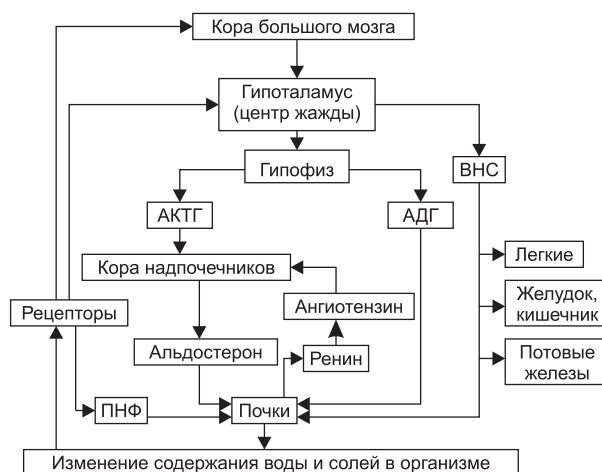 Кора большого мозга
Гипоталамус
(центр жажды)
Гипофиз
ВНС
АКТГ
АДГ
Кора надпочечников
Легкие
Рецепторы
Ангиотензин
Желудок,
кишечник
Альдостерон
Ренин
Потовые
железы
ПНФ
Почки
Изменение содержания воды и солей в организме